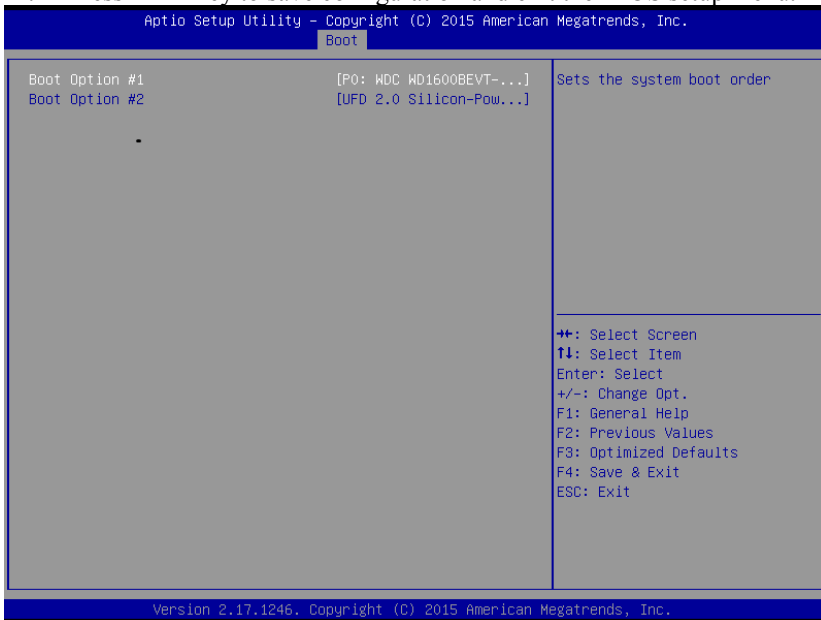 Aptio Setup Utility – Copyright (C) 2015 American Megatrends, Inc.
Boot
Boot Option #1 [P0: WDC WD1600BEVT-...]
Boot Option #2 [UFD 2.0 Silicon-Pow...]
Sets the system boot order
→←: Select Screen
↑↓: Select Item
Enter: Select
+/-: Change Opt.
F1: General Help
F2: Previous Values
F3: Optimized Defaults
F4: Save & Exit
ESC: Exit
Version 2.17.1246. Copyright (C) 2015 American Megatrends, Inc.